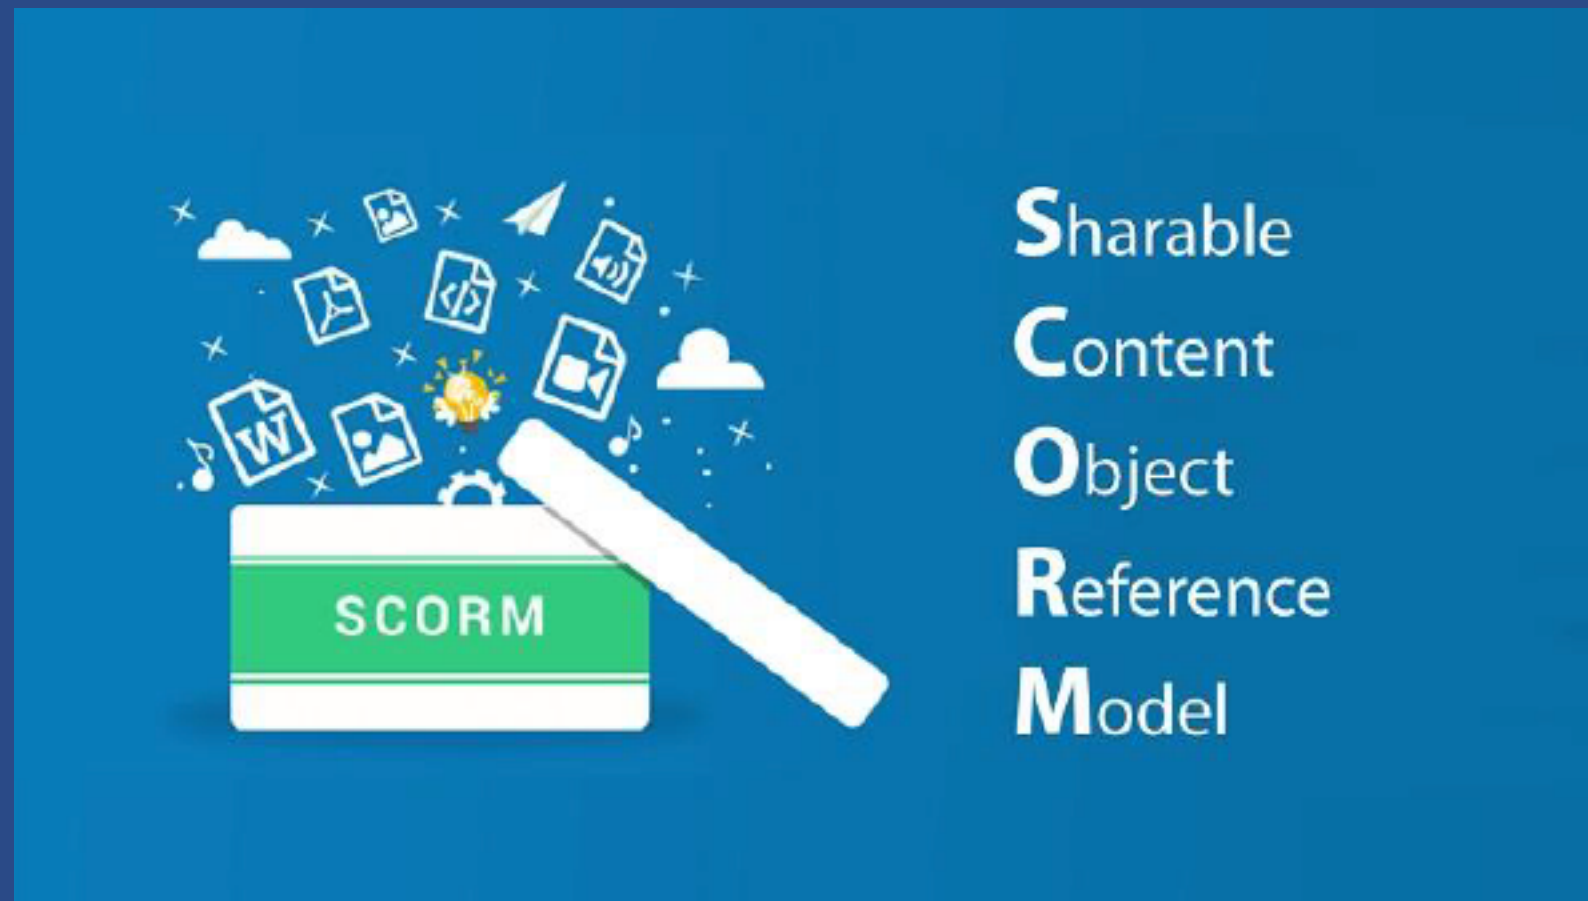 SCORM
Sharable
Content
Object
Reference
Model
W
</>